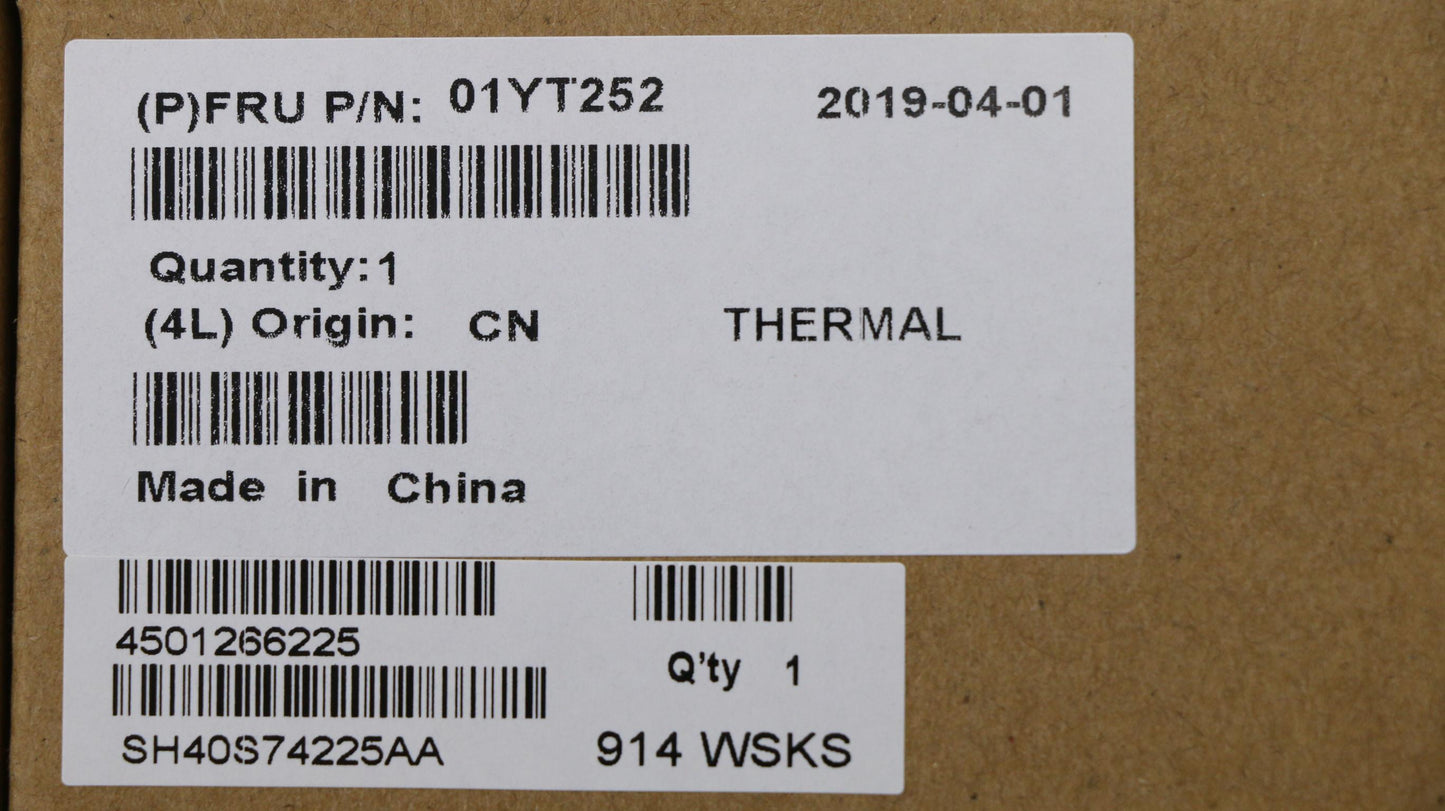 (P)FRU P/N: 01YT252 2019-04-01
Quantity:1
(4L) Origin: CN THERMAL
Made in China
4501266225
Q'ty 1
SH40S74225AA 914 WSKS